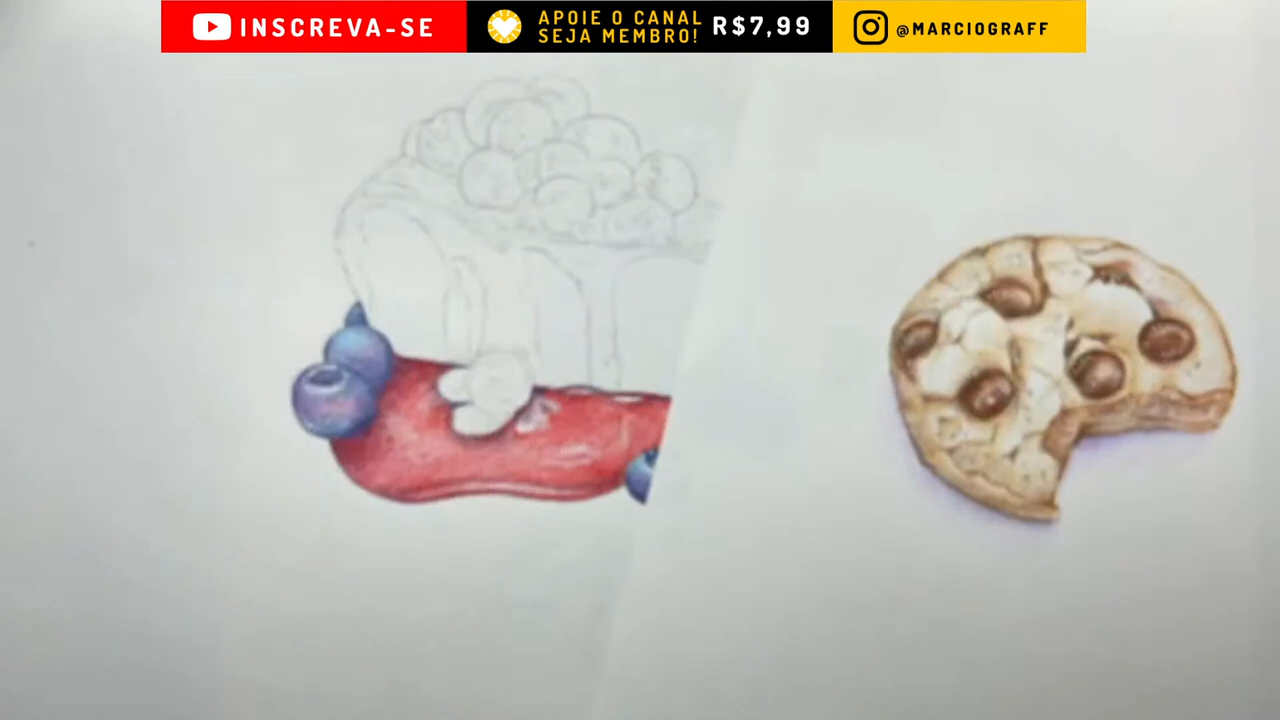 INSCREVA-SE
APOIE O CANAL
SEJA MEMBRO!
R$7,99
@MARCIOGRAFF